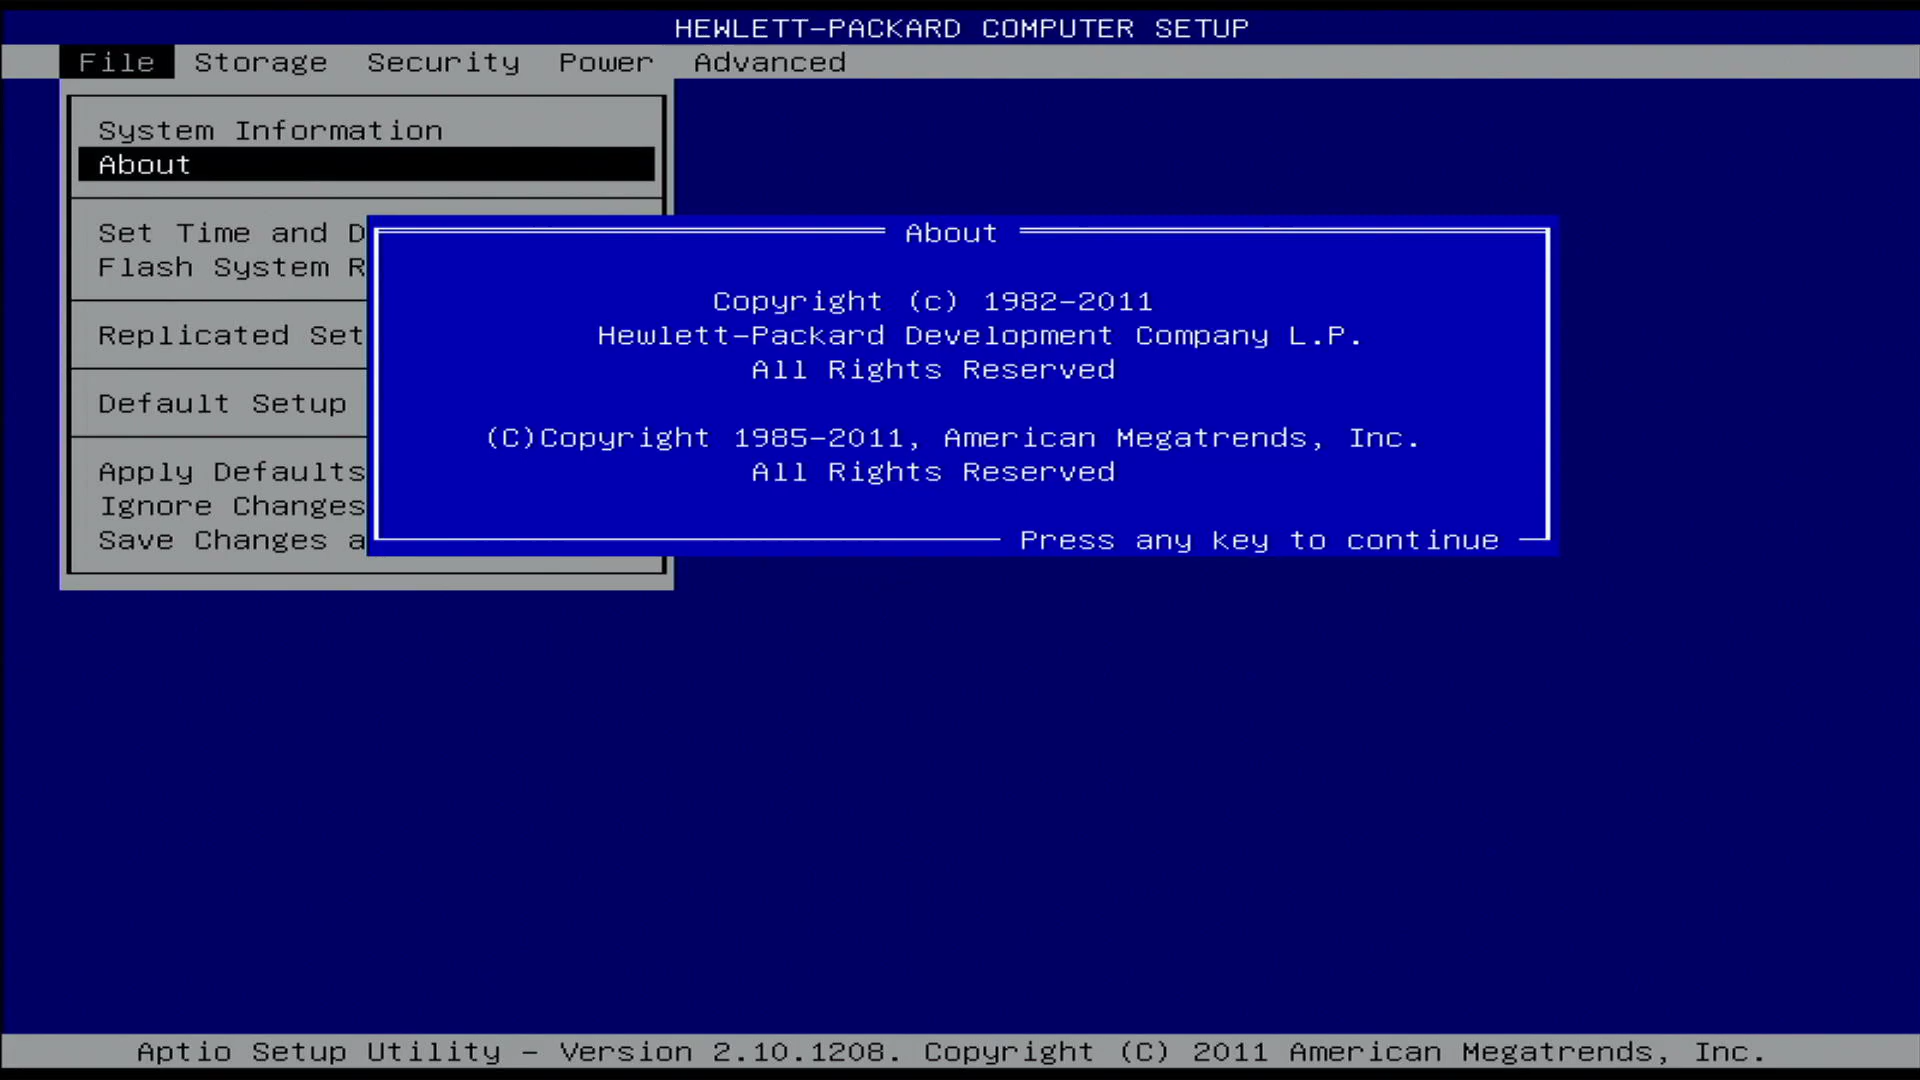 HEWLETT-PACKARD COMPUTER SETUP
File Storage Security Power Advanced
System Information
About
Set Time and D
Flash System R
Replicated Set
Default Setup
Apply Defaults
Ignore Changes
Save Changes a
About
Copyright (c) 1982-2011
Hewlett-Packard Development Company L.P.
All Rights Reserved
(C)Copyright 1985-2011, American Megatrends, Inc.
All Rights Reserved
Press any key to continue
Aptio Setup Utility - Version 2.10.1208. Copyright (C) 2011 American Megatrends, Inc.